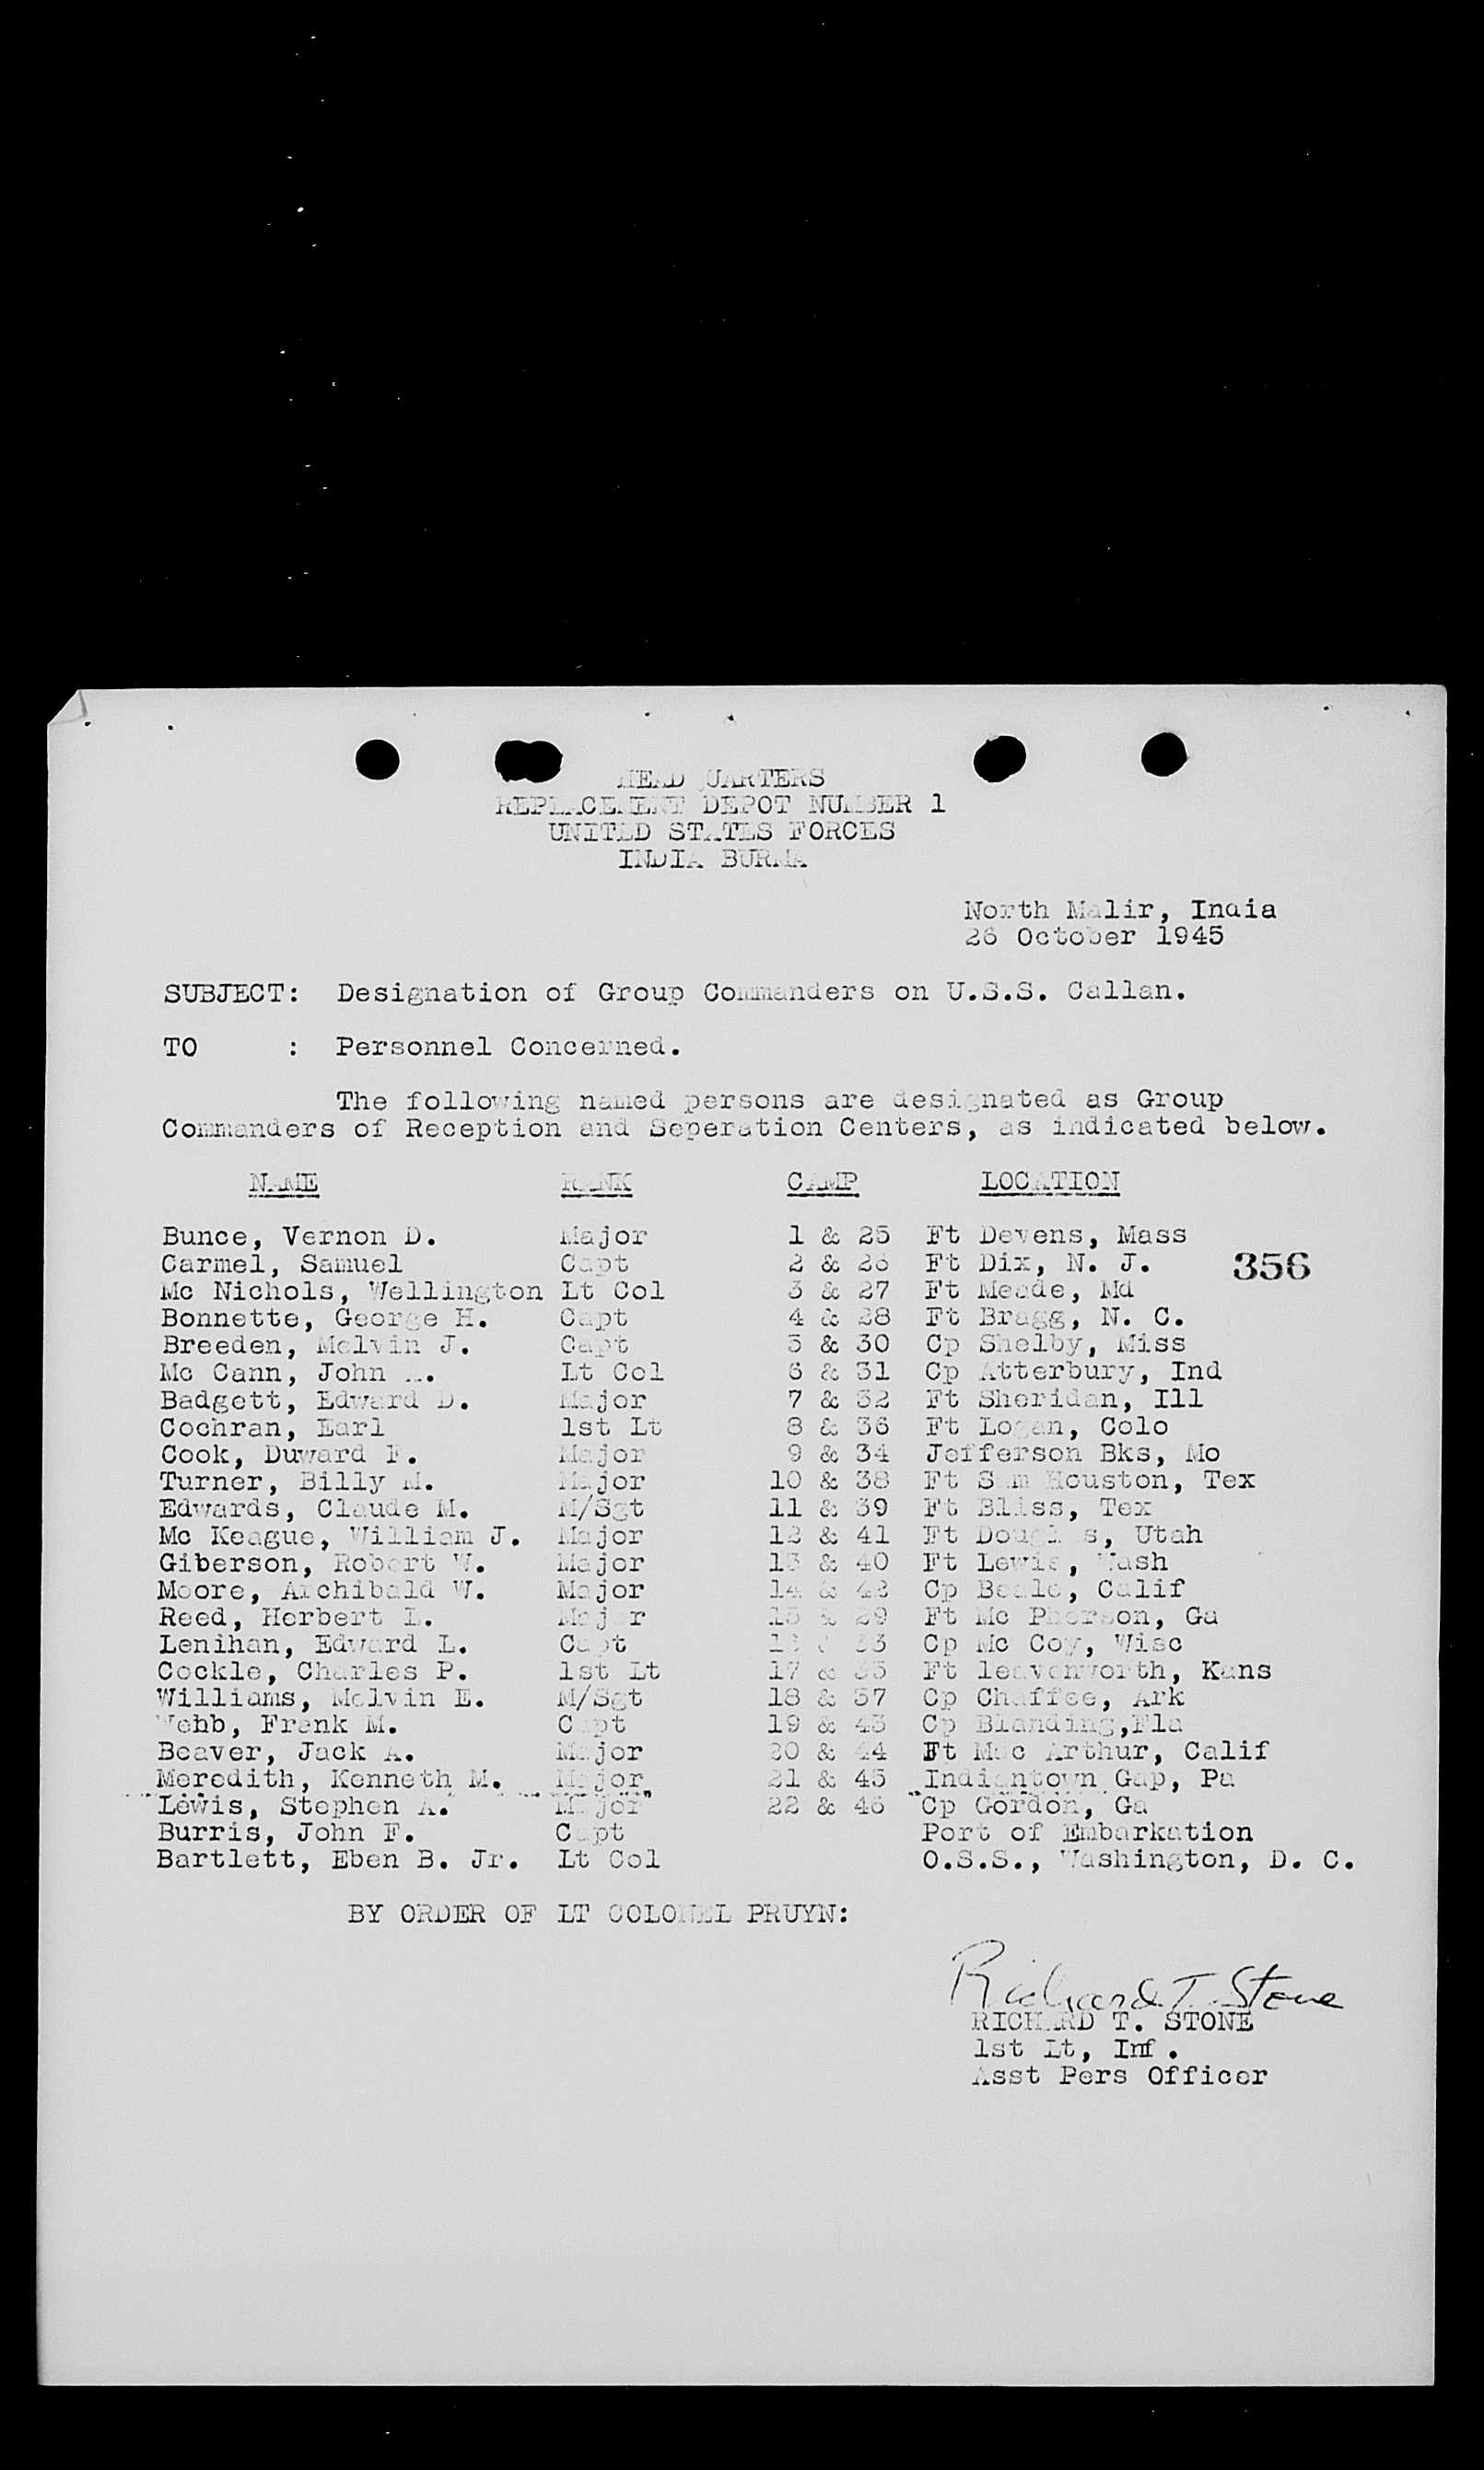 HEADQUARTERS
REPLACEMENT DEPOT NUMBER 1
UNITED STATES FORCES
INDIA BURMA
North Malir, India
26 October 1945
SUBJECT: Designation of Group Commanders on U.S.S. Callan.
TO : Personnel Concerned.
The following named persons are designated as Group
Commanders of Reception and Seperation Centers, as indicated below.
NAME RANK CAMP LOCATION
Bunce, Vernon D. Major 1 & 25 Ft Devens, Mass
Carmel, Samuel Capt 2 & 26 Ft Dix, N. J.
356
Mc Nichols, Wellington Lt Col 3 & 27 Ft Meade, Md
Bonnette, George H. Capt 4 & 28 Ft Bragg, N. C.
Breeden, Melvin J. Capt 5 & 30 Cp Shelby, Miss
Mc Cann, John Lt Col 6 & 31 Cp Atterbury, Ind
Badgett, Edward D. Major 7 & 32 Ft Sheridan, Ill
Cochran, Earl 1st Lt 8 & 36 Ft Logan, Colo
Cook, Duward F. Major 9 & 34 Jefferson Bks, Mo
Turner, Billy M. Major 10 & 38 Ft Sam Houston, Tex
Edwards, Claude M. M/Sgt 11 & 39 Ft Bliss, Tex
Mc Keague, William J. Major 12 & 41 Ft Douglas, Utah
Giberson, Robert W. Major 13 & 40 Ft Lewis, Wash
Moore, Archibald W. Major 14 & 42 Cp Beale, Calif
Reed, Herbert L. Major 15 & 29 Ft Mc Pherson, Ga
Lenihan, Edward L. Capt 16 & 33 Cp Mc Coy, Wisc
Cockle, Charles P. 1st Lt 17 & 35 Ft leavenworth, Kans
Williams, Melvin E. M/Sgt 18 & 37 Cp Chaffee, Ark
Webb, Frank M. Capt 19 & 43 Cp Blanding,Fla
Beaver, Jack A. Major 20 & 44 Ft Mac Arthur, Calif
Meredith, Kenneth M. Major 21 & 45 Indiantown Gap, Pa
Lewis, Stephen A. Major 22 & 46 Cp Gordon, Ga
Burris, John F. Capt Port of Embarkation
Bartlett, Eben B. Jr. Lt Col O.S.S., Washington, D. C.
BY ORDER OF LT COLONEL PRUYN:
Richard T. Stone
RICHARD T. STONE
1st Lt, Inf.
Asst Pers Officer